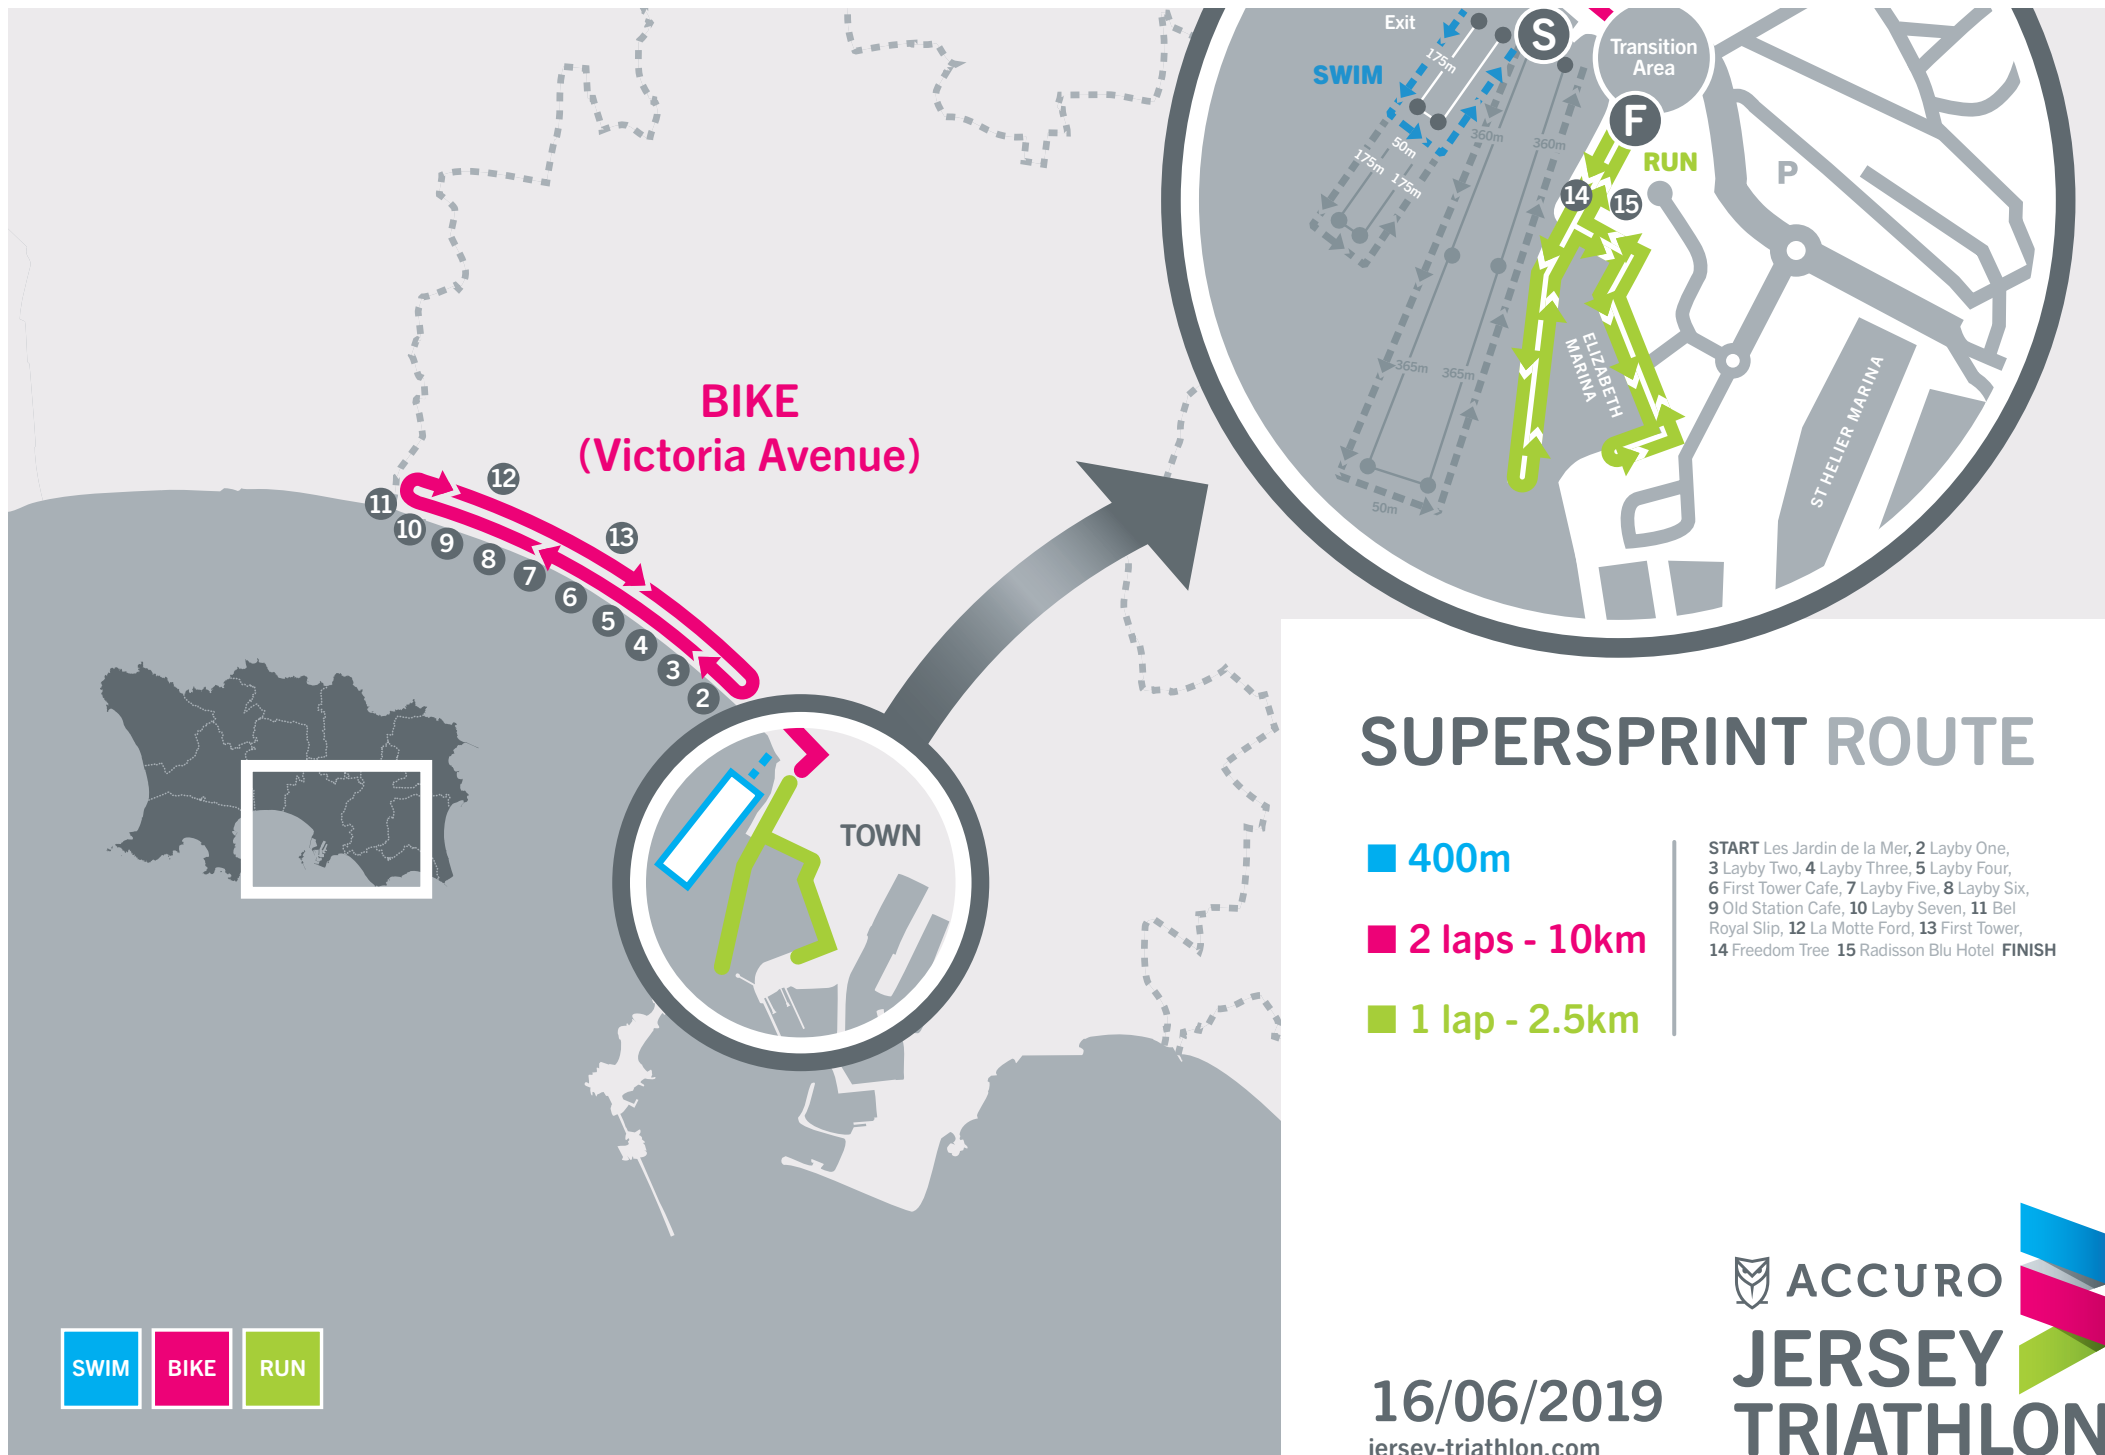 Exit
S
Transition
Area
175m
SWIM
F
50m
360m
360m
RUN
175m
175m
P
14
15
ELIZABETH
MARINA
365m
365m
ST HELIER MARINA
50m
BIKE
(Victoria Avenue)
12
11
10
13
9
8
7
6
5
4
3
2
TOWN
SUPERSPRINT ROUTE
400m
2 laps - 10km
1 lap - 2.5km
START Les Jardin de la Mer, 2 Layby One,
3 Layby Two, 4 Layby Three, 5 Layby Four,
6 First Tower Cafe, 7 Layby Five, 8 Layby Six,
9 Old Station Cafe, 10 Layby Seven, 11 Bel
Royal Slip, 12 La Motte Ford, 13 First Tower,
14 Freedom Tree 15 Radisson Blu Hotel FINISH
SWIM
BIKE
RUN
ACCURO
JERSEY
TRIATHLON
16/06/2019
jersey-triathlon.com